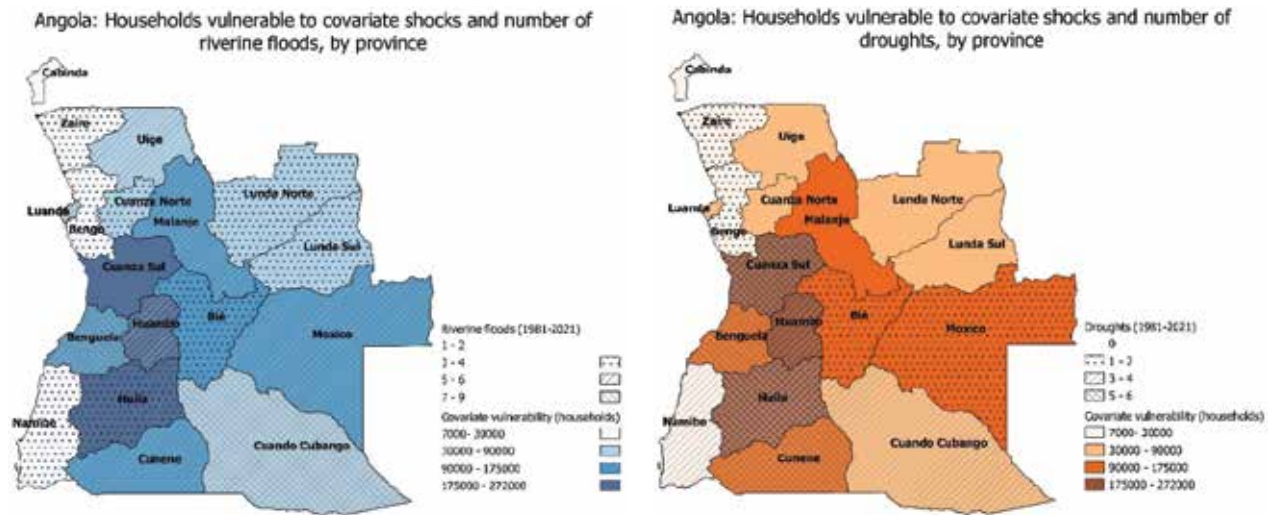 Angola: Households vulnerable to covariate shocks and number of
riverine floods, by province
Cabinda
Zaire
Uige
Lunda Norte
Cuanza Norte
Luanda
Malanje
Bengo
Lunda Sul
Cuanza Sul
Bié
Huambo
Moxico
Benguela
Huila
Namibe
Cuando Cubango
Cunene
Riverine floods (1981-2021)
1 - 2
3 - 4
5 - 6
7 - 9
Covariate vulnerability (households)
7000- 30000
30000 - 90000
90000 - 175000
175000 - 272000
Angola: Households vulnerable to covariate shocks and number of
droughts, by province
Cabinda
Zaire
Uige
Cuanza Norte
Lunda Norte
Luanda
Malanje
Bengo
Lunda Sul
Cuanza Sul
Bié
Huambo
Moxico
Benguela
Huila
Namibe
Cuando Cubango
Cunene
Droughts (1981-2021)
0
1 - 2
3 - 4
5 - 6
Covariate vulnerability (households)
7000- 30000
30000 - 90000
90000 - 175000
175000 - 272000